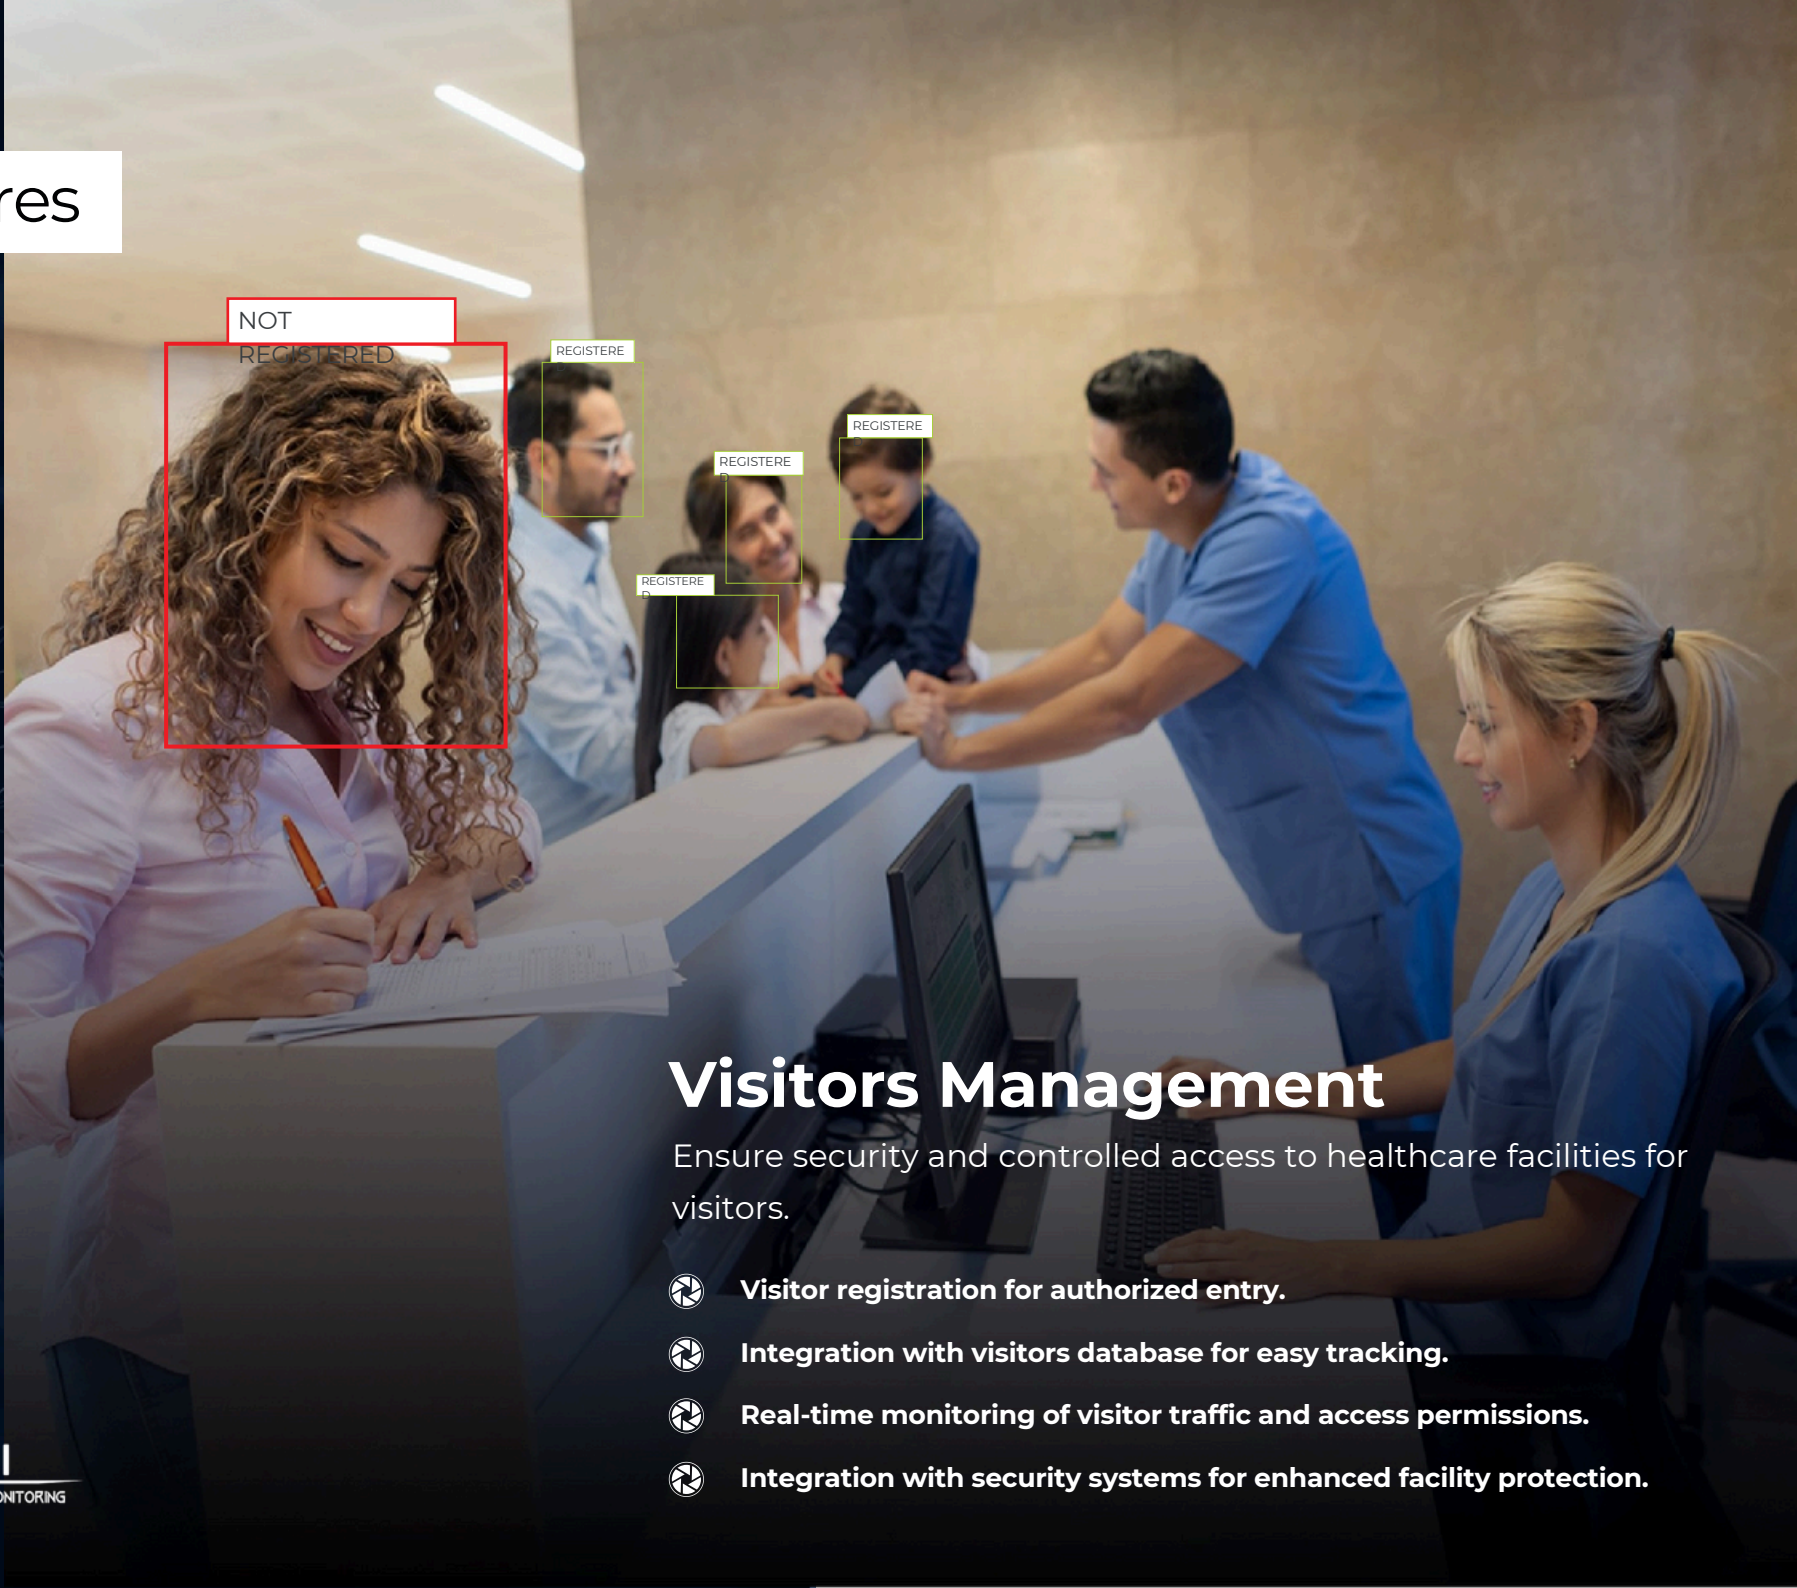 res
NOT
REGISTERED
REGISTERE
D
REGISTERE
D
REGISTERE
D
REGISTERE
D
Visitors Management
Ensure security and controlled access to healthcare facilities for
visitors.
Visitor registration for authorized entry.
Integration with visitors database for easy tracking.
Real-time monitoring of visitor traffic and access permissions.
Integration with security systems for enhanced facility protection.
I
ONITORING